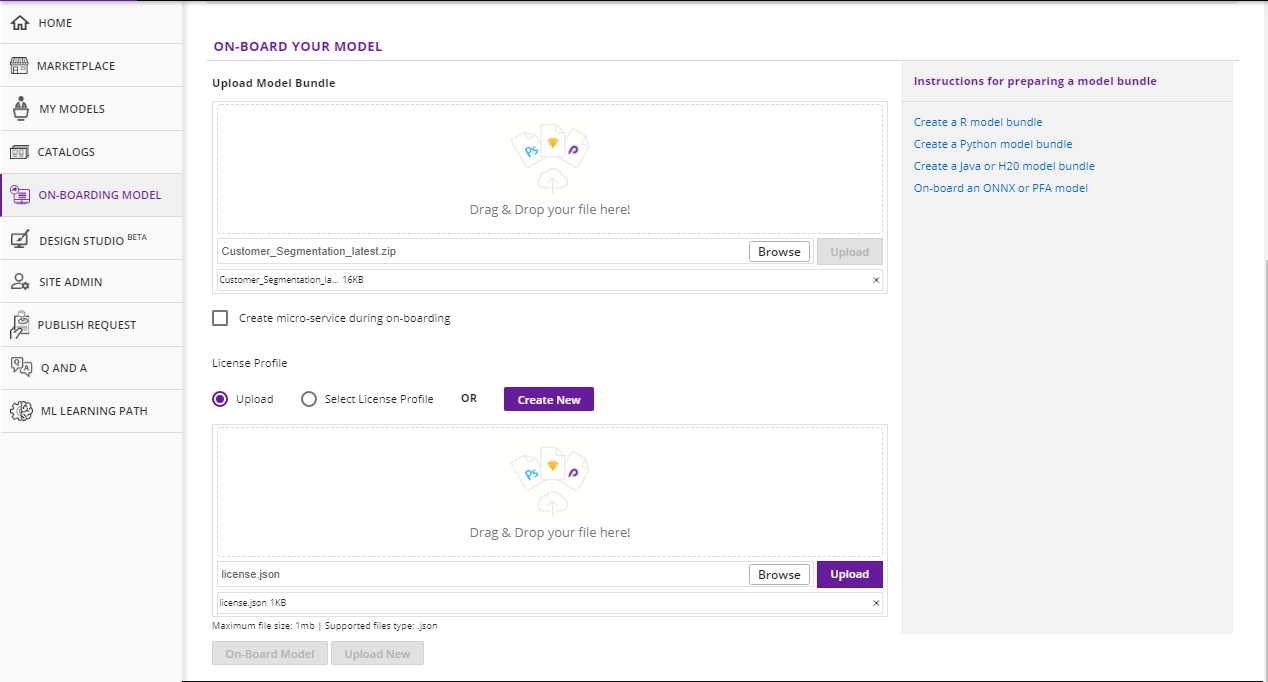 HOME
MARKETPLACE
MY MODELS
CATALOGS
ON-BOARDING MODEL
DESIGN STUDIO BETA
SITE ADMIN
PUBLISH REQUEST
Q AND A
ML LEARNING PATH
ON-BOARD YOUR MODEL
Upload Model Bundle
Ps
Drag & Drop your file here!
Customer_Segmentation_latest.zip Browse Upload
Customer_Segmentation_la... 16KB ×
Create micro-service during on-boarding
License Profile
Upload Select License Profile OR Create New
Ps
Drag & Drop your file here!
license.json Browse Upload
license.json 1KB ×
Maximum file size: 1mb | Supported files type: .json
On-Board Model Upload New
Instructions for preparing a model bundle
Create a R model bundle
Create a Python model bundle
Create a Java or H20 model bundle
On-board an ONNX or PFA model